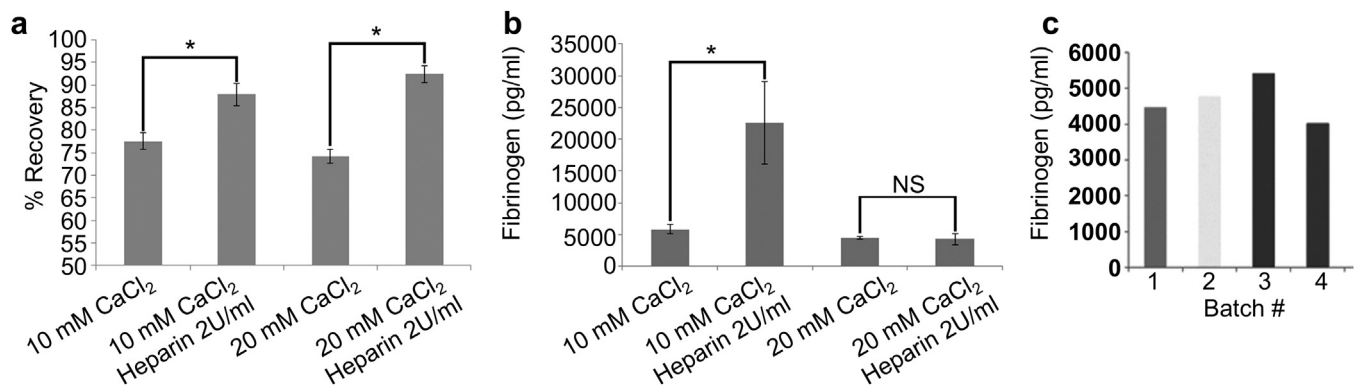 a
% Recovery
100
95
90
85
80
75
70
65
60
55
50
*
*
10 mM CaCl₂
10 mM CaCl₂
Heparin 2U/ml
20 mM CaCl₂
20 mM CaCl₂
Heparin 2U/ml
b
Fibrinogen (pg/ml)
35000
30000
25000
20000
15000
10000
5000
0
*
NS
10 mM CaCl₂
10 mM CaCl₂
Heparin 2U/ml
20 mM CaCl₂
20 mM CaCl₂
Heparin 2U/ml
c
Fibrinogen (pg/ml)
6000
5000
4000
3000
2000
1000
0
1 2 3 4
Batch #